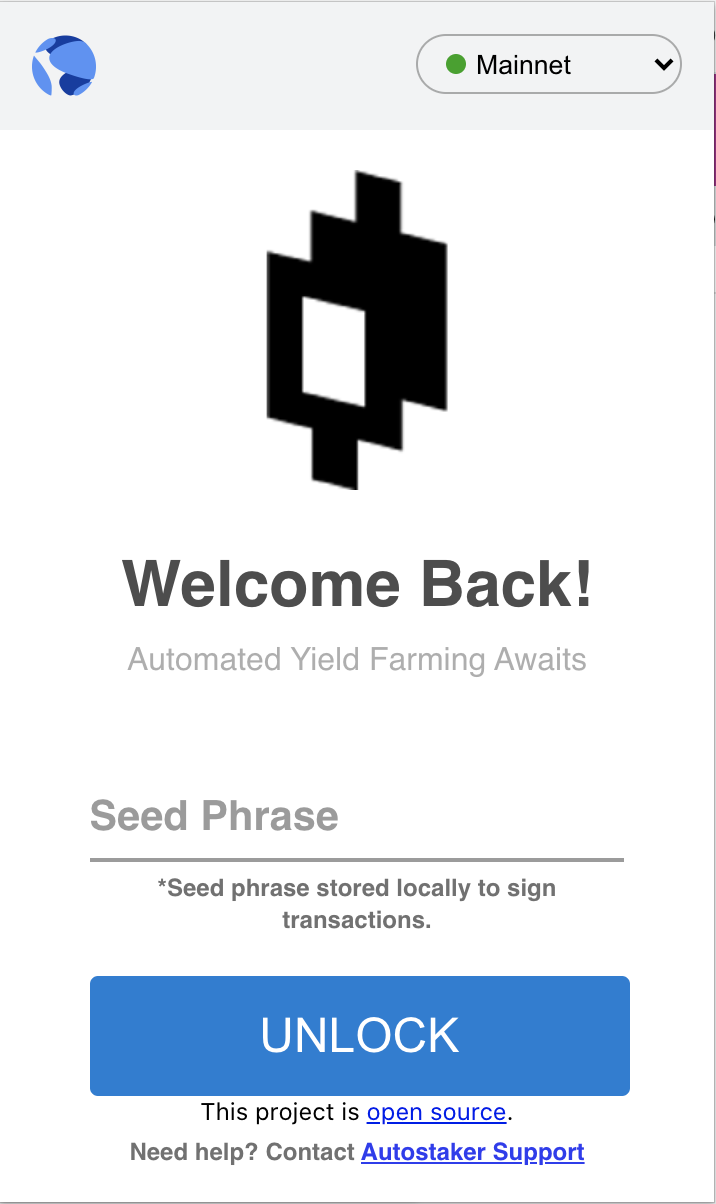 Mainnet
Welcome Back!
Automated Yield Farming Awaits
Seed Phrase
*Seed phrase stored locally to sign
transactions.
UNLOCK
This project is open source.
Need help? Contact Autostaker Support